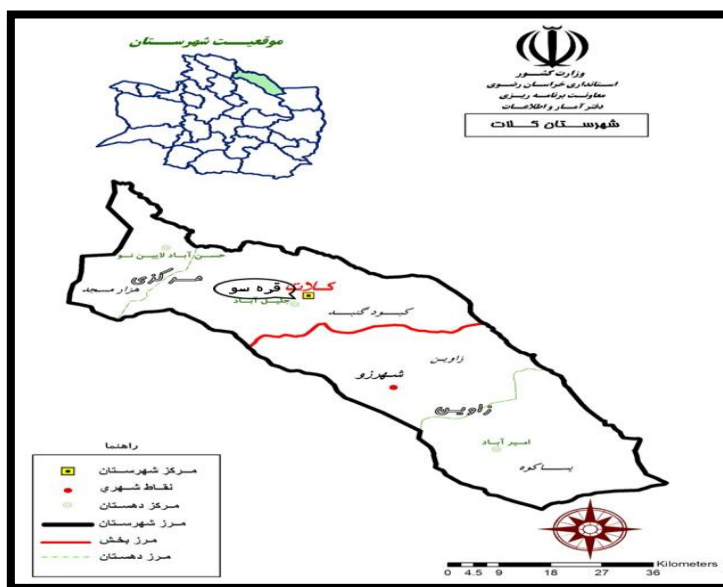 موقعیت شهرستان
وزارت کشور
استانداری خراسان رضوی
معاونت برنامه ریزی
دفتر آمار و اطلاعات
شهرستان کلات
حسن آباد لایین نو
مرکزی
هزار مسجد
کلات
قره سو
جلیل آباد
کبود گنبد
زاوین
شهرزو
زاوین
امیر آباد
پساکوه
راهنما
مرکز شهرستان
نقاط شهری
مرکز دهستان
مرز شهرستان
مرز بخش
مرز دهستان
Kilometers
0 4.5 9 18 27 36